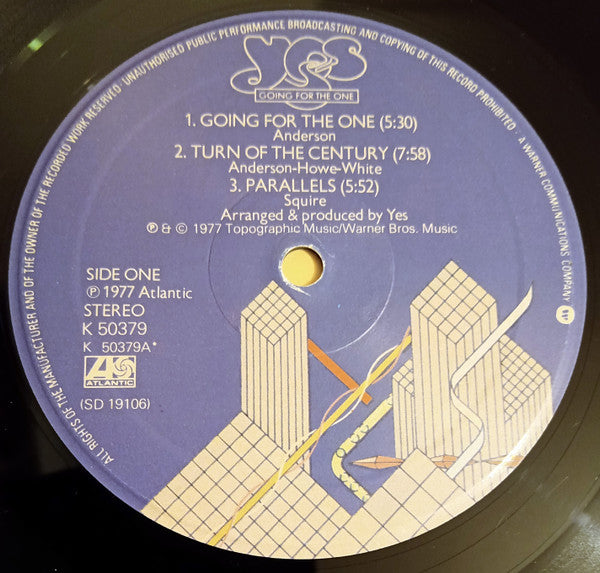 YES
GOING FOR THE ONE
1. GOING FOR THE ONE (5:30)
Anderson
2. TURN OF THE CENTURY (7:58)
Anderson-Howe-White
3. PARALLELS (5:52)
Squire
Arranged & produced by Yes
℗ & © 1977 Topographic Music/Warner Bros. Music
SIDE ONE
℗ 1977 Atlantic
STEREO
K 50379
K 50379A*
ATLANTIC
(SD 19106)
ALL RIGHTS OF THE MANUFACTURER AND OF THE OWNER OF THE RECORDED WORK RESERVED · UNAUTHORISED PUBLIC PERFORMANCE BROADCASTING AND COPYING OF THIS RECORD PROHIBITED · A WARNER COMMUNICATIONS COMPANY